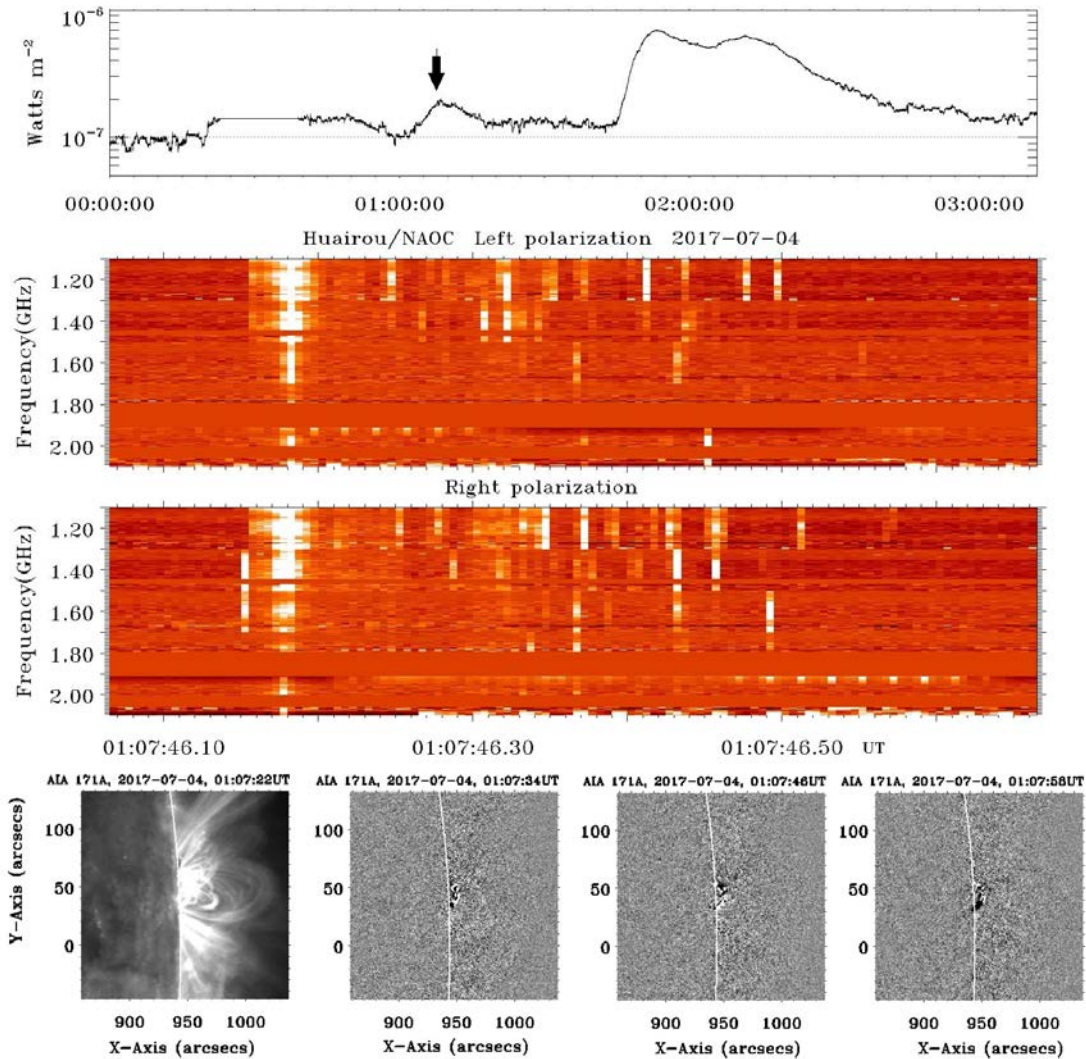 10⁻⁶
Watts m⁻²
10⁻⁷
00:00:00 01:00:00 02:00:00 03:00:00
Huairou/NAOC Left polarization 2017-07-04
Frequency(GHz)
1.20
1.40
1.60
1.80
2.00
Right polarization
Frequency(GHz)
1.20
1.40
1.60
1.80
2.00
01:07:46.10 01:07:46.30 01:07:46.50 UT
AIA 171A, 2017-07-04, 01:07:22UT AIA 171A, 2017-07-04, 01:07:34UT AIA 171A, 2017-07-04, 01:07:46UT AIA 171A, 2017-07-04, 01:07:58UT
Y-Axis (arcsecs)
100 100 100 100
50 50 50 50
0 0 0 0
900 950 1000 900 950 1000 900 950 1000 900 950 1000
X-Axis (arcsecs) X-Axis (arcsecs) X-Axis (arcsecs) X-Axis (arcsecs)